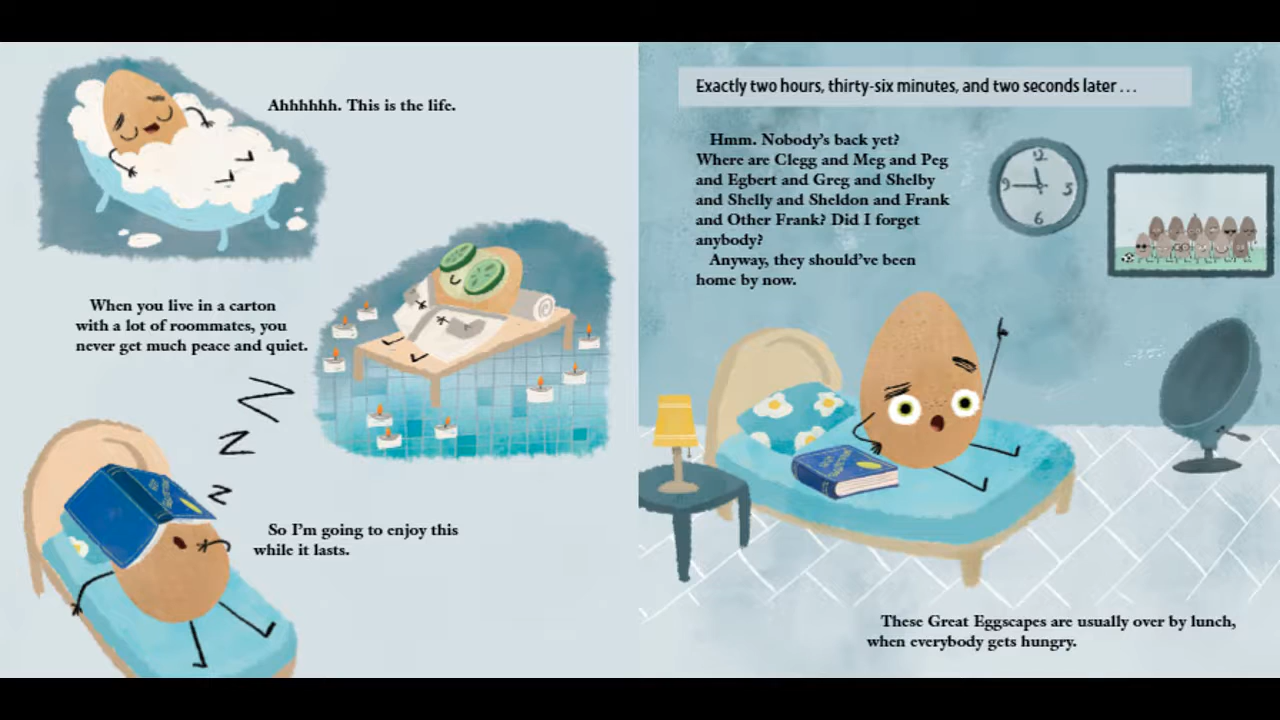 Ahhhhhh. This is the life.
When you live in a carton
with a lot of roommates, you
never get much peace and quiet.
Z
Z
z
So I'm going to enjoy this
while it lasts.
Exactly two hours, thirty-six minutes, and two seconds later . . .
Hmm. Nobody's back yet?
Where are Clegg and Meg and Peg
and Egbert and Greg and Shelby
and Shelly and Sheldon and Frank
and Other Frank? Did I forget
anybody?
Anyway, they should've been
home by now.
12
9 3
6
These Great Eggscapes are usually over by lunch,
when everybody gets hungry.